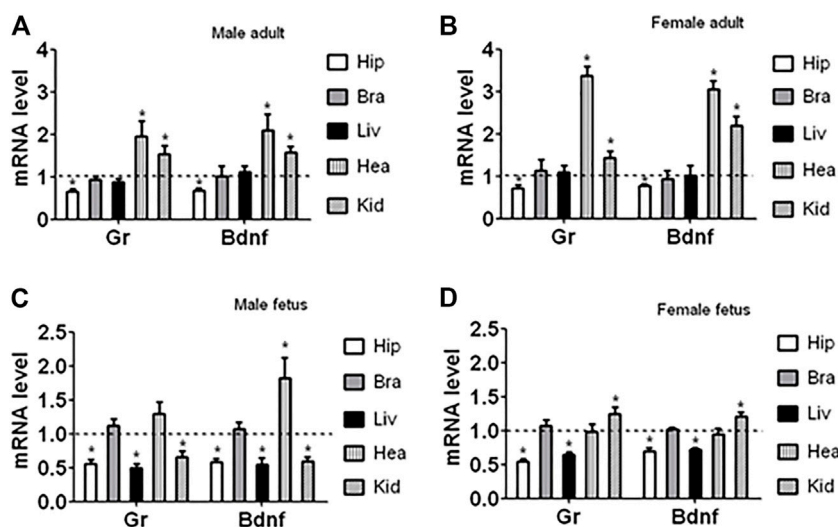 A
Male adult
mRNA level
4
3
2
1
0
* * * * * *
Gr Bdnf
Hip
Bra
Liv
Hea
Kid
B
Female adult
mRNA level
4
3
2
1
0
* * * * * *
Gr Bdnf
Hip
Bra
Liv
Hea
Kid
C
Male fetus
mRNA level
2.5
2.0
1.5
1.0
0.5
0.0
* * * * * * *
Gr Bdnf
Hip
Bra
Liv
Hea
Kid
D
Female fetus
mRNA level
2.5
2.0
1.5
1.0
0.5
0.0
* * * * * *
Gr Bdnf
Hip
Bra
Liv
Hea
Kid